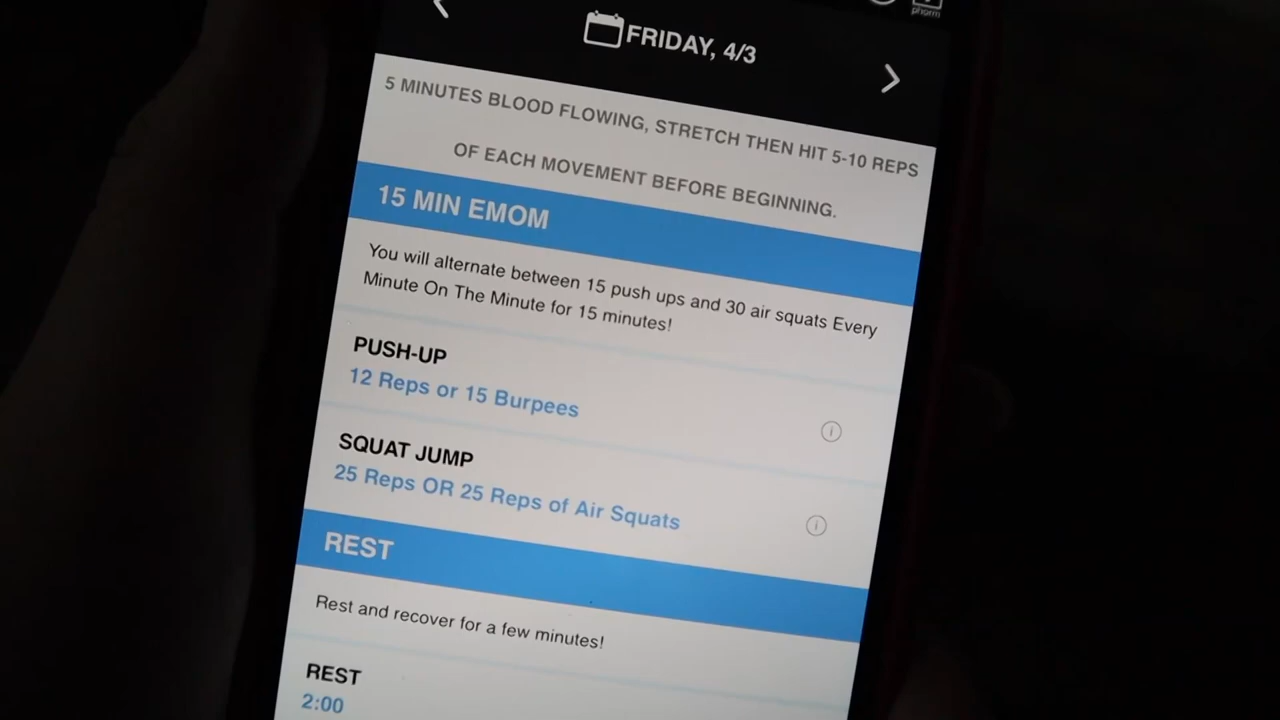 phorm
FRIDAY, 4/3
5 MINUTES BLOOD FLOWING, STRETCH THEN HIT 5-10 REPS
OF EACH MOVEMENT BEFORE BEGINNING.
15 MIN EMOM
You will alternate between 15 push ups and 30 air squats Every
Minute On The Minute for 15 minutes!
PUSH-UP
12 Reps or 15 Burpees
SQUAT JUMP
25 Reps OR 25 Reps of Air Squats
REST
Rest and recover for a few minutes!
REST
2:00